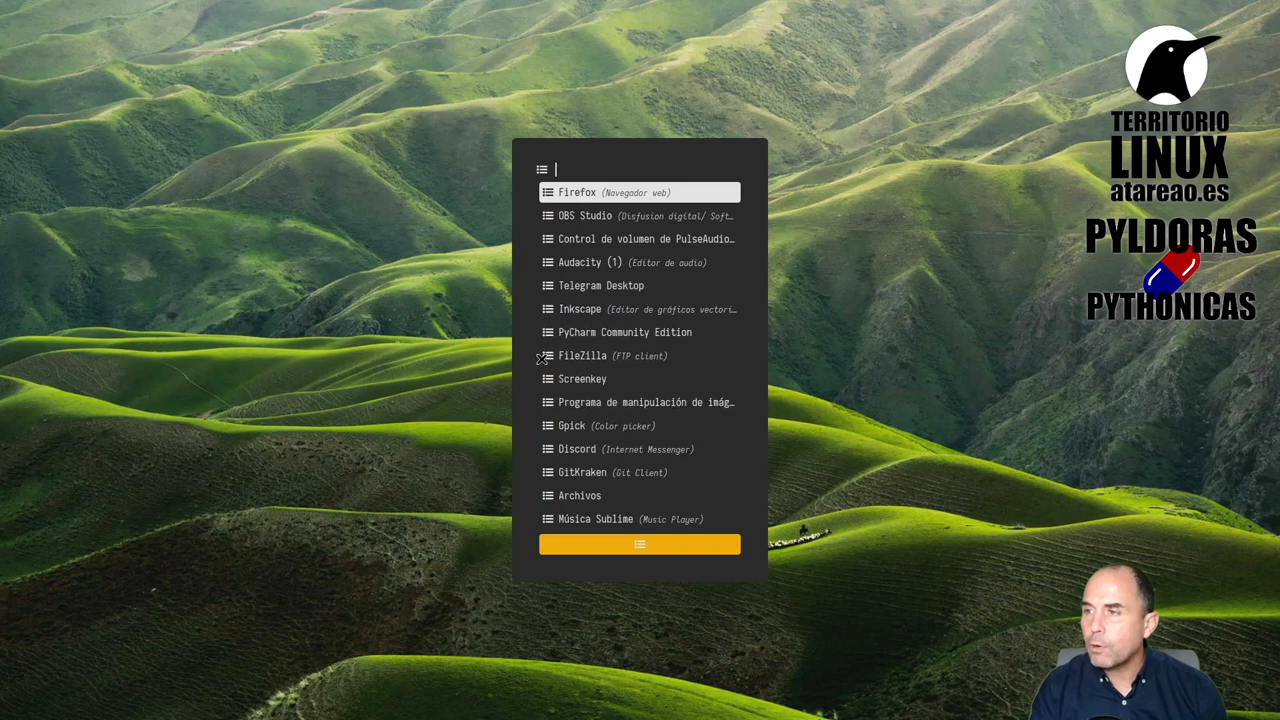 Firefox (Navegador web)
OBS Studio (Disfusion digital/ Soft…
Control de volumen de PulseAudio…
Audacity (1) (Editor de audio)
Telegram Desktop
Inkscape (Editor de gráficos vectori…
PyCharm Community Edition
FileZilla (FTP client)
Screenkey
Programa de manipulación de imág…
Gpick (Color picker)
Discord (Internet Messenger)
GitKraken (Git Client)
Archivos
Música Sublime (Music Player)
TERRITORIO
LINUX
atareao.es
PYLDORAS
PYTHONICAS